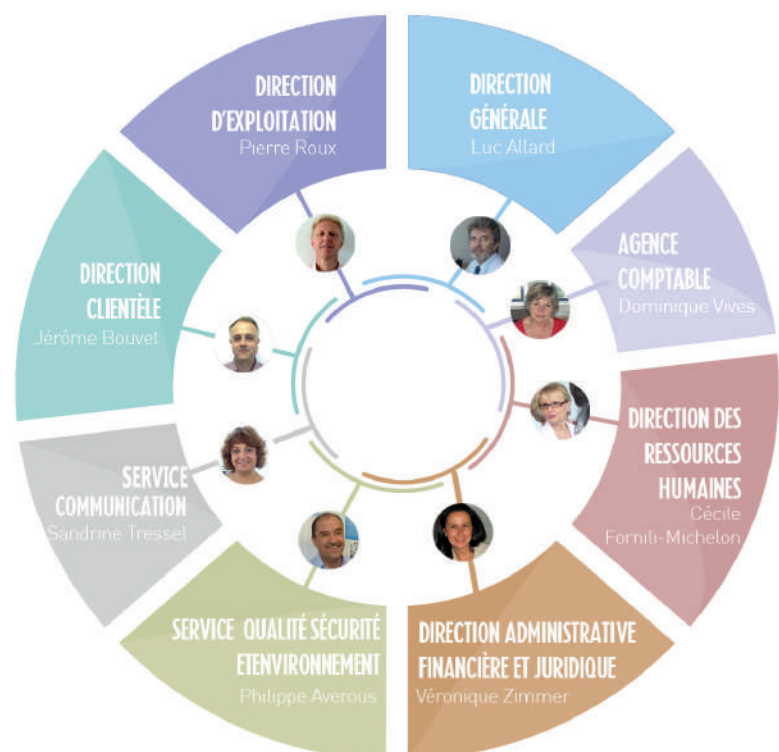 DIRECTION
D'EXPLOITATION
Pierre Roux
DIRECTION
GÉNÉRALE
Luc Allard
AGENCE
COMPTABLE
Dominique Vives
DIRECTION DES
RESSOURCES
HUMAINES
Cécile
Fornili-Michelon
DIRECTION ADMINISTRATIVE
FINANCIÈRE ET JURIDIQUE
Véronique Zimmer
SERVICE QUALITÉ SÉCURITÉ
ETENVIRONNEMENT
Philippe Averous
SERVICE
COMMUNICATION
Sandrine Tressel
DIRECTION
CLIENTÈLE
Jérôme Bouvet